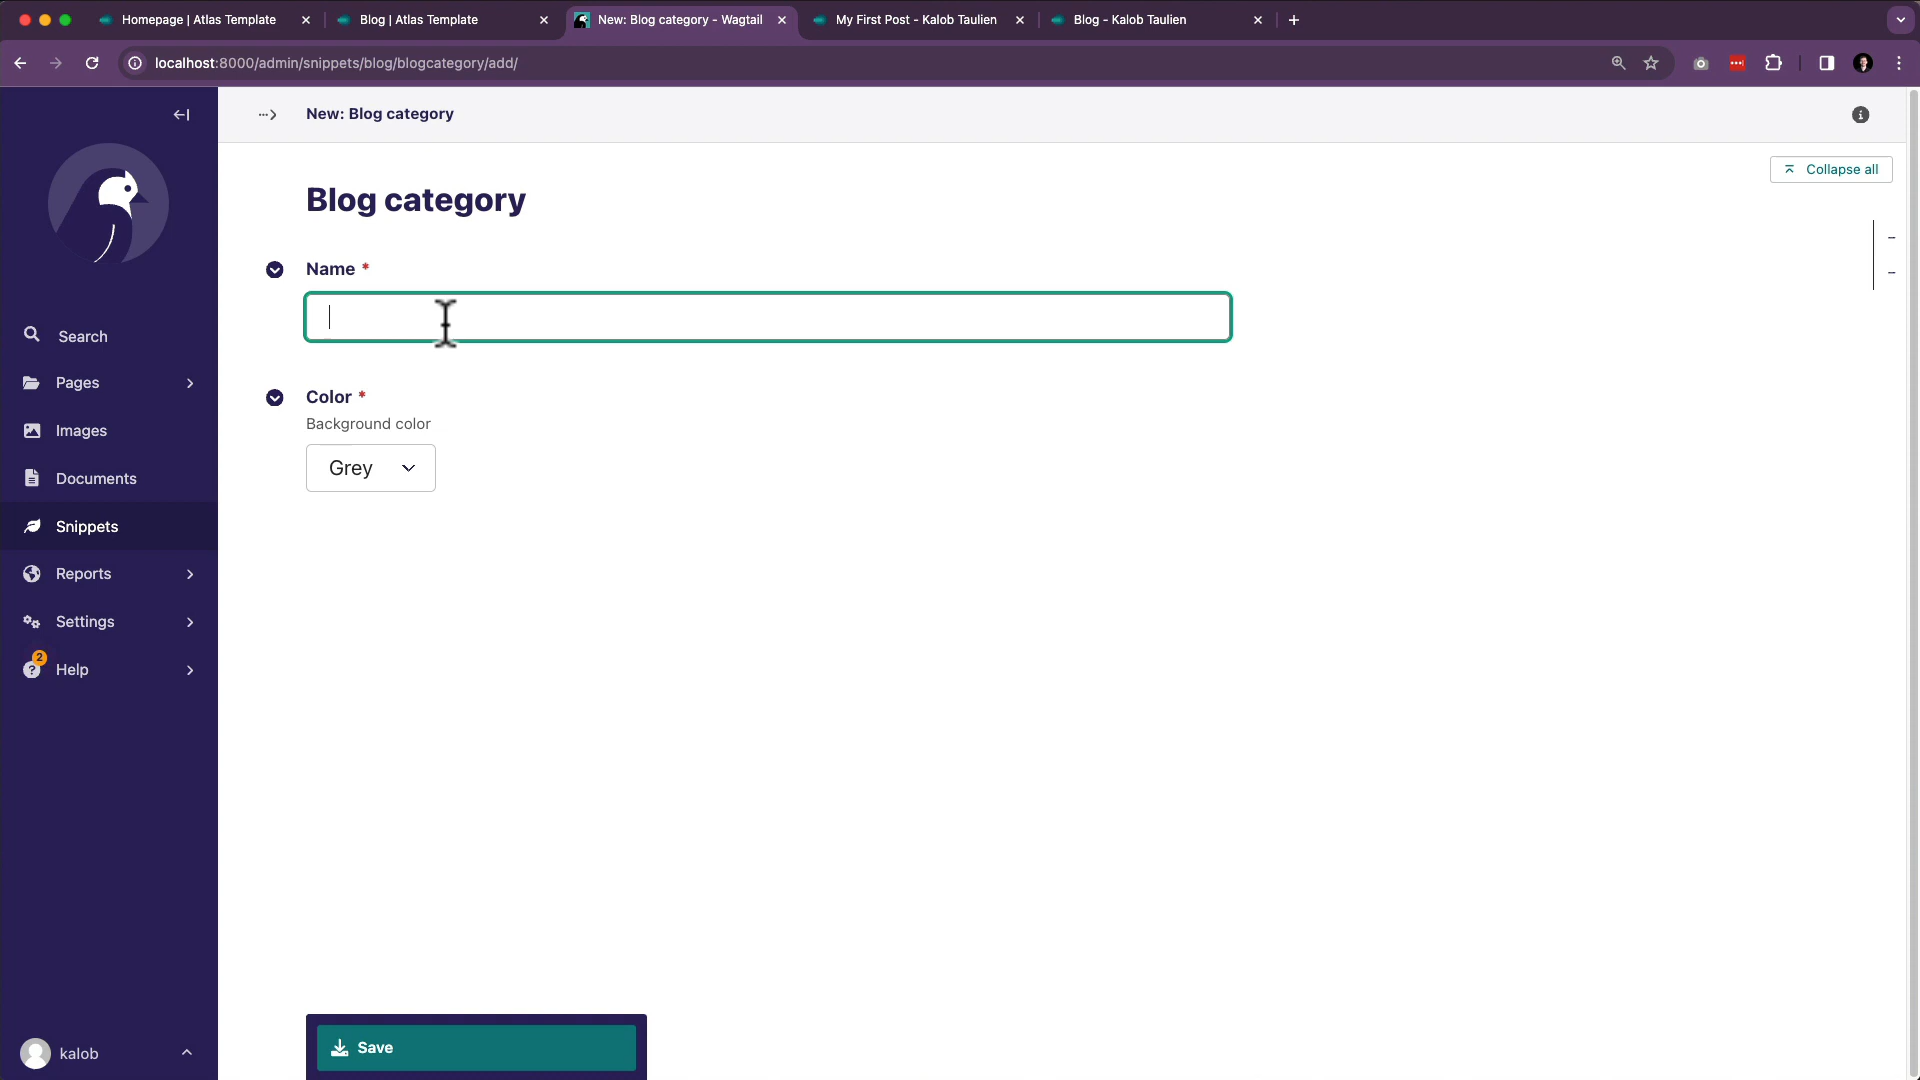 Homepage | Atlas Template
Blog | Atlas Template
New: Blog category - Wagtail
My First Post - Kalob Taulien
Blog - Kalob Taulien
localhost:8000/admin/snippets/blog/blogcategory/add/
New: Blog category
Collapse all
Blog category
Name *
Color *
Background color
Grey
Search
Pages
Images
Documents
Snippets
Reports
Settings
2
Help
kalob
Save